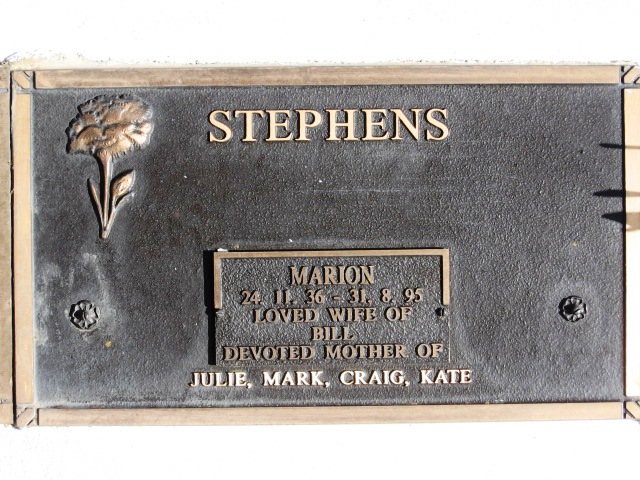 STEPHENS
MARION
24. 11. 36 - 31. 8. 95
LOVED WIFE OF
BILL
DEVOTED MOTHER OF
JULIE, MARK, CRAIG, KATE